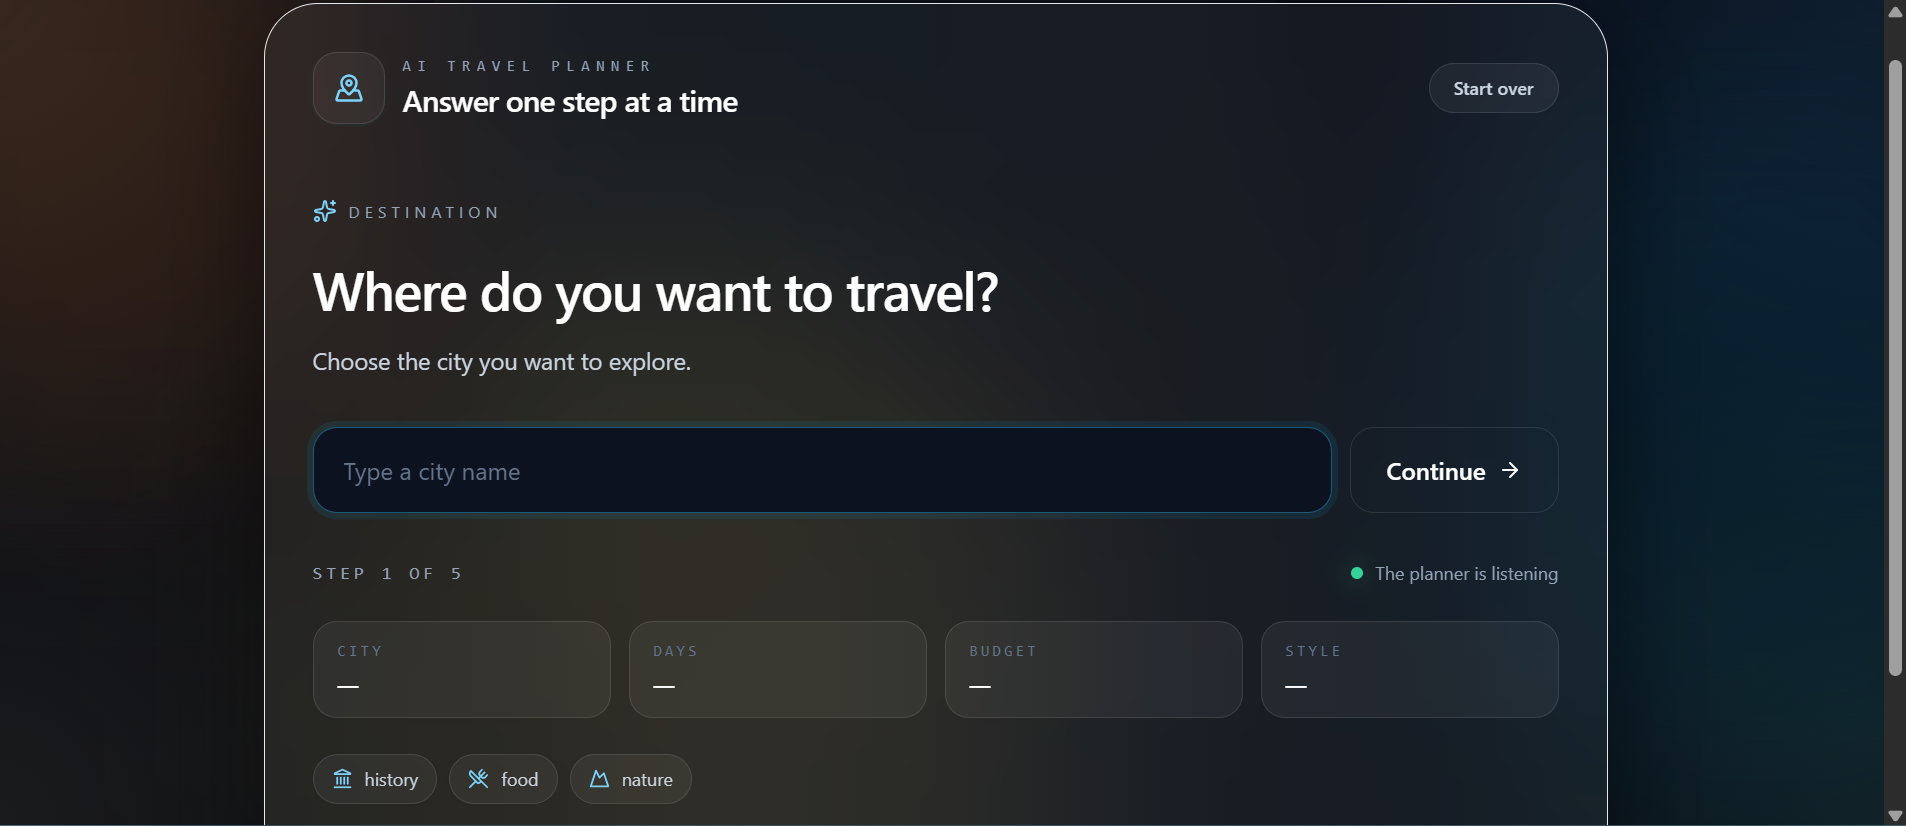 AI TRAVEL PLANNER
Answer one step at a time
Start over
DESTINATION
Where do you want to travel?
Choose the city you want to explore.
Type a city name
Continue
STEP 1 OF 5
The planner is listening
CITY
DAYS
BUDGET
STYLE
—
—
—
—
history
food
nature